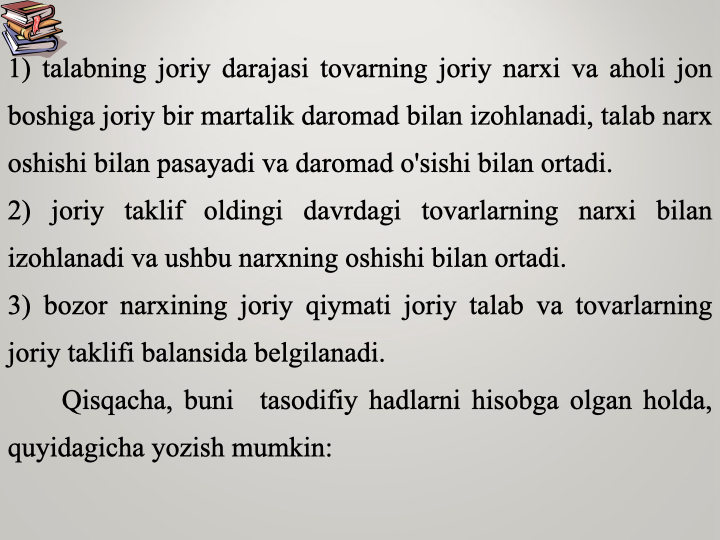 1) talabning joriy darajasi tovarning joriy narxi va aholi jon
boshiga joriy bir martalik daromad bilan izohlanadi, talab narx
oshishi bilan pasayadi va daromad o'sishi bilan ortadi.
2) joriy taklif oldingi davrdagi tovarlarning narxi bilan
izohlanadi va ushbu narxning oshishi bilan ortadi.
3) bozor narxining joriy qiymati joriy talab va tovarlarning
joriy taklifi balansida belgilanadi.
Qisqacha, buni tasodifiy hadlarni hisobga olgan holda,
quyidagicha yozish mumkin: